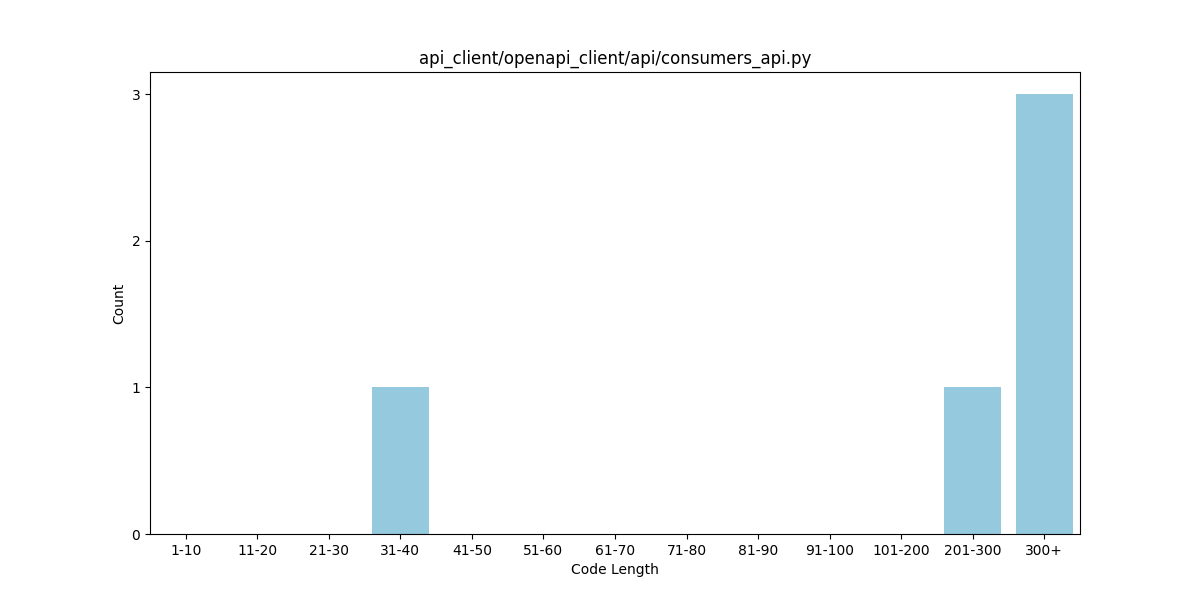 api_client/openapi_client/api/consumers_api.py
3
2
1
0
Count
1-10 11-20 21-30 31-40 41-50 51-60 61-70 71-80 81-90 91-100 101-200 201-300 300+
Code Length